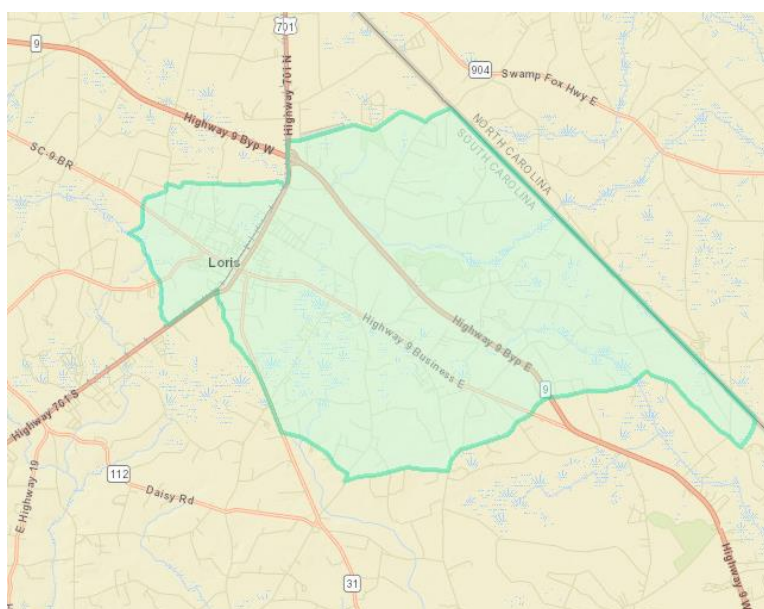 701
9
Highway 701 N
904
Swamp Fox Hwy E
Highway 9 Byp W
NORTH CAROLINA
SOUTH CAROLINA
SC-9-BR
Loris
Highway 9 Byp E
Highway 9 Business E
9
Highway 701 S
112
Daisy Rd
E Highway 19
31
Highway 9 W